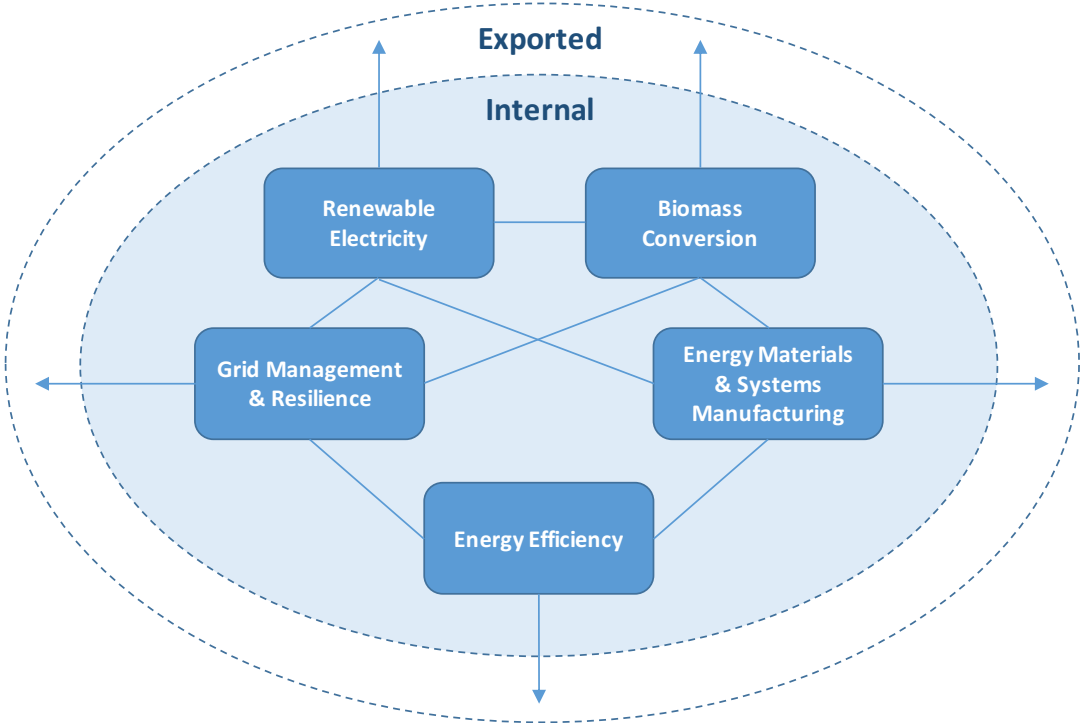 Exported
Internal
Renewable
Electricity
Biomass
Conversion
Grid Management
& Resilience
Energy Materials
& Systems
Manufacturing
Energy Efficiency